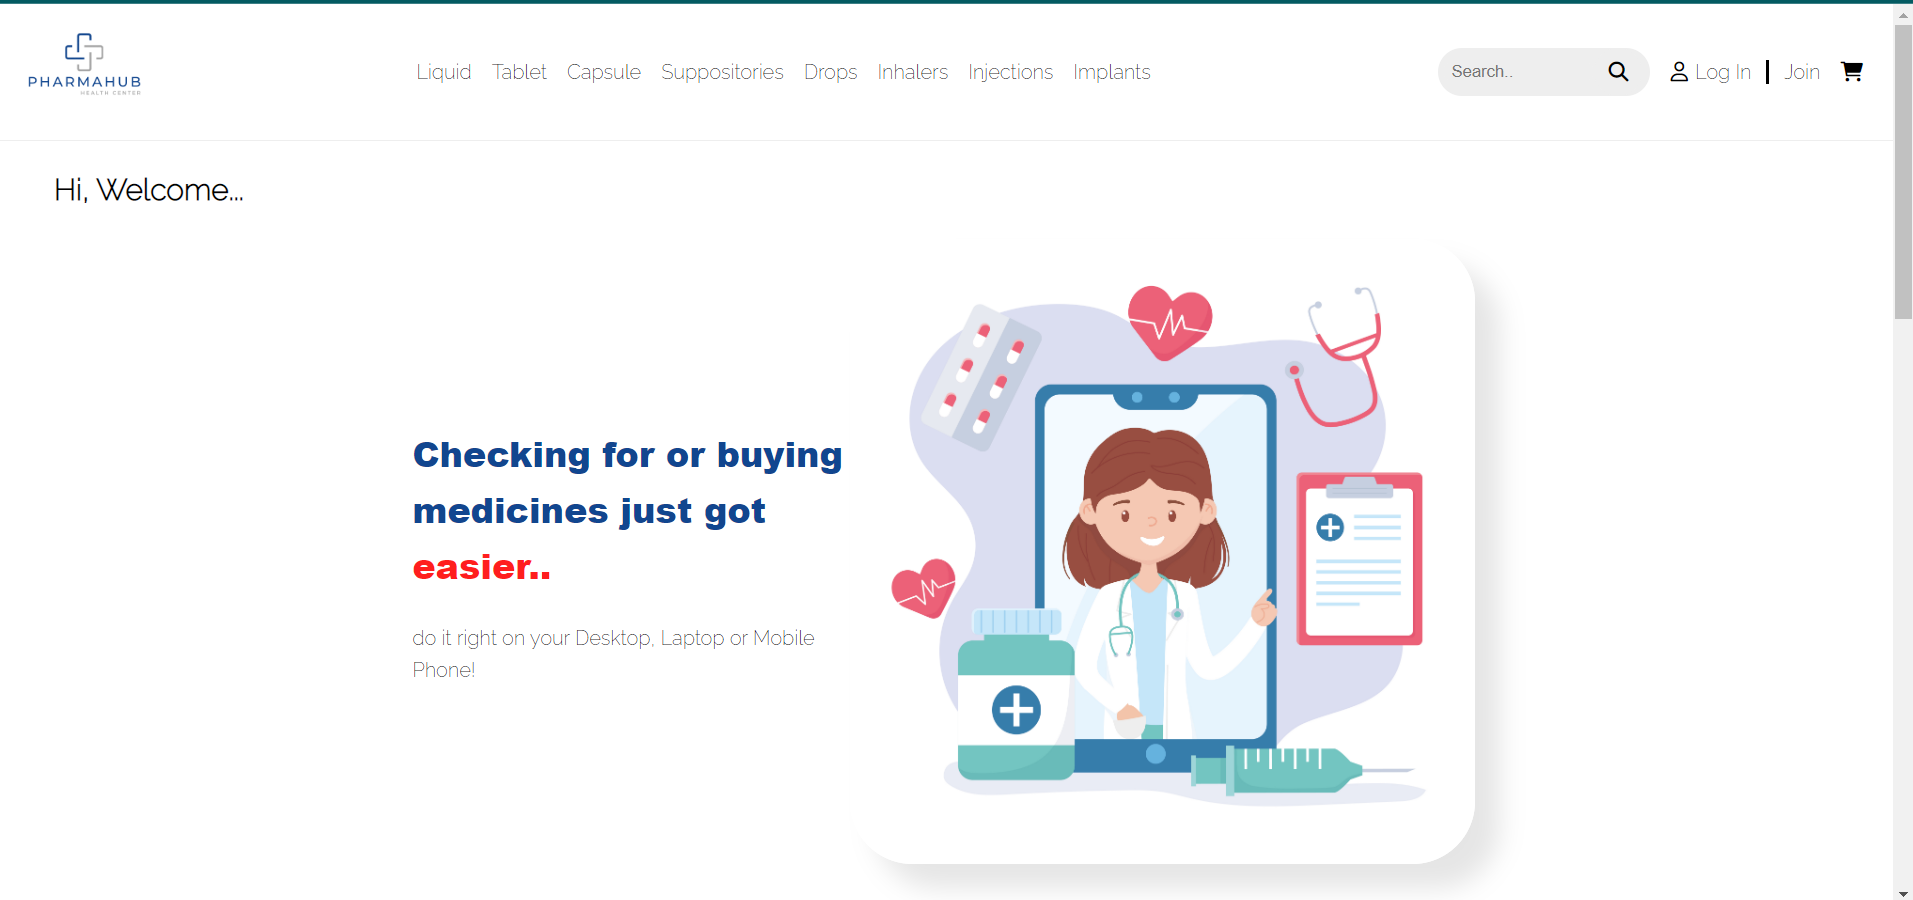 PHARMAHUB
HEALTH CENTER
Liquid Tablet Capsule Suppositories Drops Inhalers Injections Implants
Search..
Log In
Join
Hi, Welcome...
Checking for or buying
medicines just got
easier..
do it right on your Desktop, Laptop or Mobile
Phone!